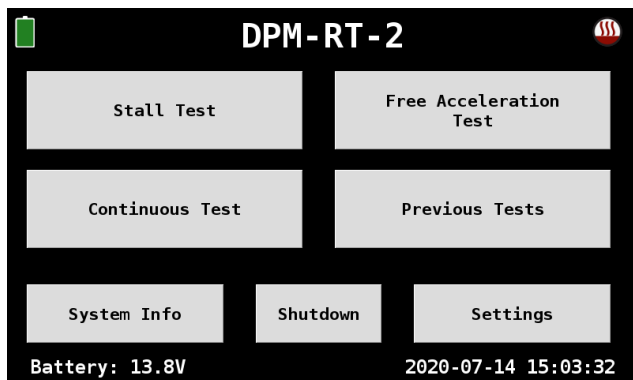 DPM-RT-2
Stall Test
Free Acceleration
Test
Continuous Test
Previous Tests
System Info
Shutdown
Settings
Battery: 13.8V
2020-07-14 15:03:32